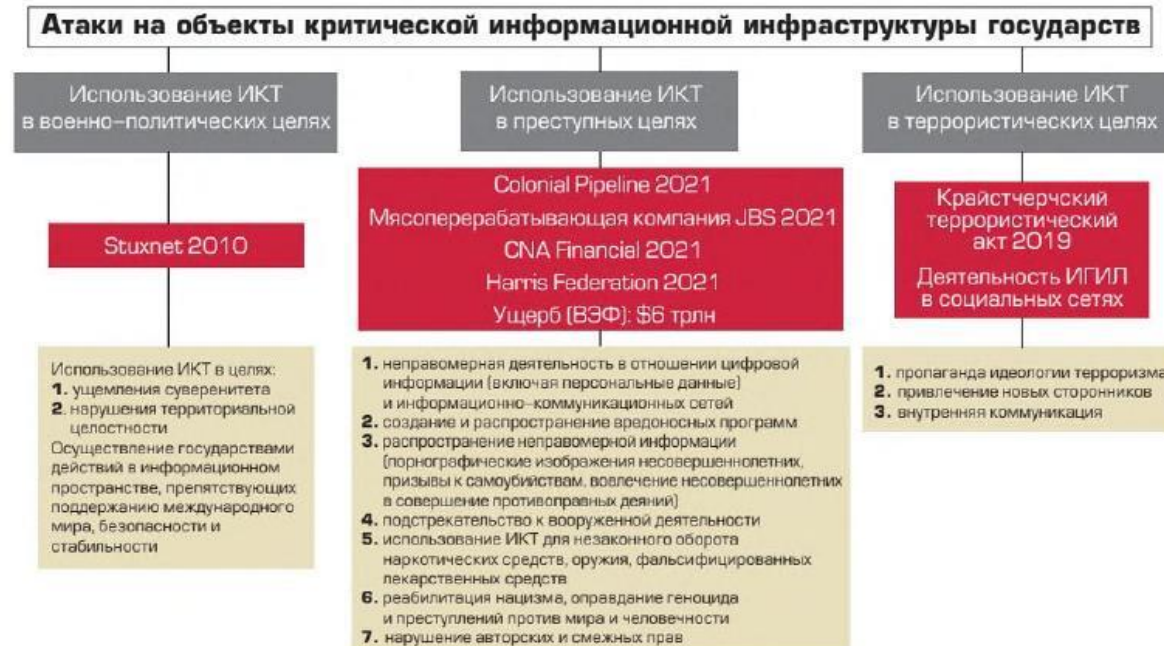 Атаки на объекты критической информационной инфраструктуры государств
Использование ИКТ
в военно–политических целях
Stuxnet 2010
Использование ИКТ в целях:
1. ущемления суверенитета
2. нарушения территориальной
целостности
Осуществление государствами
действий в информационном
пространстве, препятствующих
поддержанию международного
мира, безопасности и
стабильности
Использование ИКТ
в преступных целях
Colonial Pipeline 2021
Мясоперерабатывающая компания JBS 2021
CNA Financial 2021
Harris Federation 2021
Ущерб (ВЭФ): $6 трлн
1. неправомерная деятельность в отношении цифровой
информации (включая персональные данные)
и информационно–коммуникационных сетей
2. создание и распространение вредоносных программ
3. распространение неправомерной информации
(порнографические изображения несовершеннолетних,
призывы к самоубийствам, вовлечение несовершеннолетних
в совершение противоправных деяний)
4. подстрекательство к вооруженной деятельности
5. использование ИКТ для незаконного оборота
наркотических средств, оружия, фальсифицированных
лекарственных средств
6. реабилитация нацизма, оправдание геноцида
и преступлений против мира и человечности
7. нарушение авторских и смежных прав
Использование ИКТ
в террористических целях
Крайстчерчский
террористический
акт 2019
Деятельность ИГИЛ
в социальных сетях
1. пропаганда идеологии терроризма
2. привлечение новых сторонников
3. внутренняя коммуникация